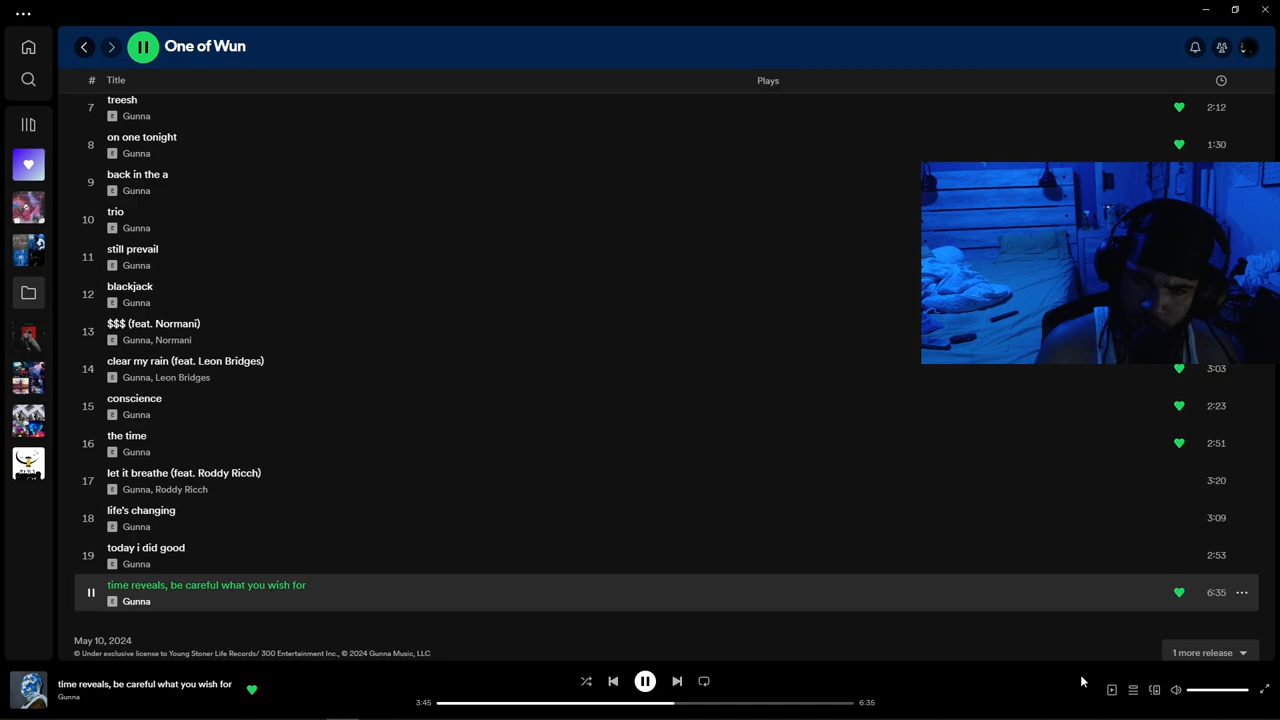 One of Wun
# Title Plays
7 treesh 2:12
E Gunna
8 on one tonight 1:30
E Gunna
9 back in the a
E Gunna
10 trio
E Gunna
11 still prevail
E Gunna
12 blackjack
E Gunna
13 $$$ (feat. Normani)
E Gunna, Normani
14 clear my rain (feat. Leon Bridges) 3:03
E Gunna, Leon Bridges
15 conscience 2:23
E Gunna
16 the time 2:51
E Gunna
17 let it breathe (feat. Roddy Ricch) 3:20
E Gunna, Roddy Ricch
18 life's changing 3:09
E Gunna
19 today i did good 2:53
E Gunna
time reveals, be careful what you wish for 6:35
E Gunna
May 10, 2024
© Under exclusive license to Young Stoner Life Records/ 300 Entertainment Inc., © 2024 Gunna Music, LLC
1 more release
time reveals, be careful what you wish for
Gunna
3:45 6:35